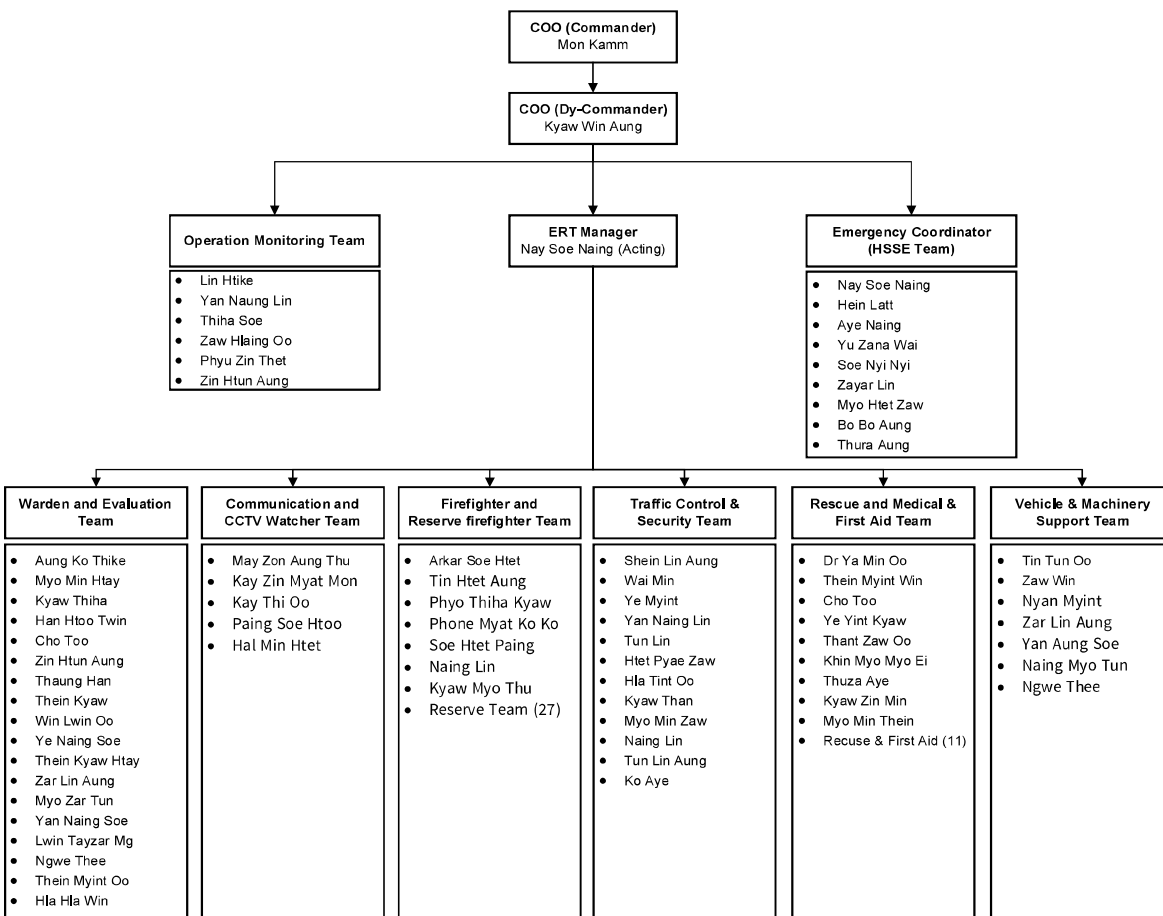 COO (Commander)
Mon Kamm
COO (Dy-Commander)
Kyaw Win Aung
Operation Monitoring Team
● Lin Htike
● Yan Naung Lin
● Thiha Soe
● Zaw Hlaing Oo
● Phyu Zin Thet
● Zin Htun Aung
ERT Manager
Nay Soe Naing (Acting)
Emergency Coordinator
(HSSE Team)
● Nay Soe Naing
● Hein Latt
● Aye Naing
● Yu Zana Wai
● Soe Nyi Nyi
● Zayar Lin
● Myo Htet Zaw
● Bo Bo Aung
● Thura Aung
Warden and Evaluation
Team
● Aung Ko Thike
● Myo Min Htay
● Kyaw Thiha
● Han Htoo Twin
● Cho Too
● Zin Htun Aung
● Thaung Han
● Thein Kyaw
● Win Lwin Oo
● Ye Naing Soe
● Thein Kyaw Htay
● Zar Lin Aung
● Myo Zar Tun
● Yan Naing Soe
● Lwin Tayzar Mg
● Ngwe Thee
● Thein Myint Oo
● Hla Hla Win
Communication and
CCTV Watcher Team
● May Zon Aung Thu
● Kay Zin Myat Mon
● Kay Thi Oo
● Paing Soe Htoo
● Hal Min Htet
Firefighter and
Reserve firefighter Team
● Arkar Soe Htet
● Tin Htet Aung
● Phyo Thiha Kyaw
● Phone Myat Ko Ko
● Soe Htet Paing
● Naing Lin
● Kyaw Myo Thu
● Reserve Team (27)
Traffic Control &
Security Team
● Shein Lin Aung
● Wai Min
● Ye Myint
● Yan Naing Lin
● Tun Lin
● Htet Pyae Zaw
● Hla Tint Oo
● Kyaw Than
● Myo Min Zaw
● Naing Lin
● Tun Lin Aung
● Ko Aye
Rescue and Medical &
First Aid Team
● Dr Ya Min Oo
● Thein Myint Win
● Cho Too
● Ye Yint Kyaw
● Thant Zaw Oo
● Khin Myo Myo Ei
● Thuza Aye
● Kyaw Zin Min
● Myo Min Thein
● Recuse & First Aid (11)
Vehicle & Machinery
Support Team
● Tin Tun Oo
● Zaw Win
● Nyan Myint
● Zar Lin Aung
● Yan Aung Soe
● Naing Myo Tun
● Ngwe Thee